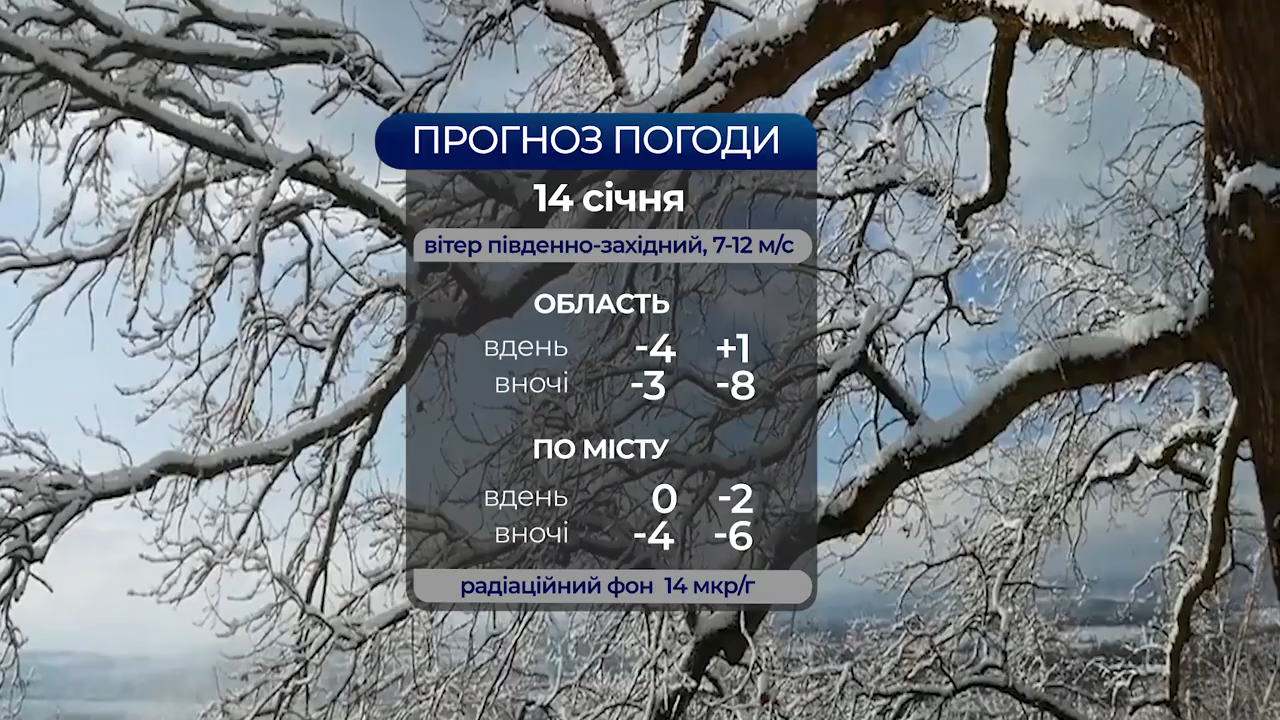 ПРОГНОЗ ПОГОДИ
14 січня
вітер південно-західний, 7-12 м/с
ОБЛАСТЬ
вдень -4 +1
вночі -3 -8
ПО МІСТУ
вдень 0 -2
вночі -4 -6
радіаційний фон 14 мкр/г